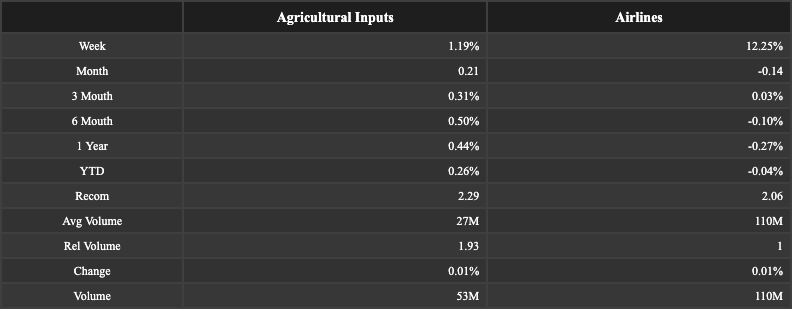 Agricultural Inputs Airlines
Week 1.19% 12.25%
Month 0.21 -0.14
3 Mouth 0.31% 0.03%
6 Mouth 0.50% -0.10%
1 Year 0.44% -0.27%
YTD 0.26% -0.04%
Recom 2.29 2.06
Avg Volume 27M 110M
Rel Volume 1.93 1
Change 0.01% 0.01%
Volume 53M 110M